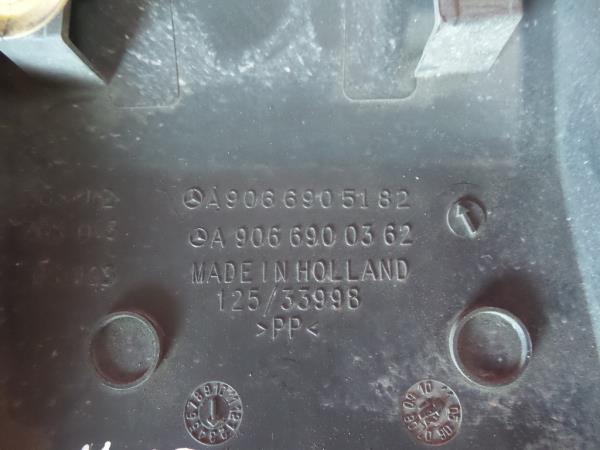 A 906 690 51 82
A 906 690 03 62
MADE IN HOLLAND
125/33998
>PP<